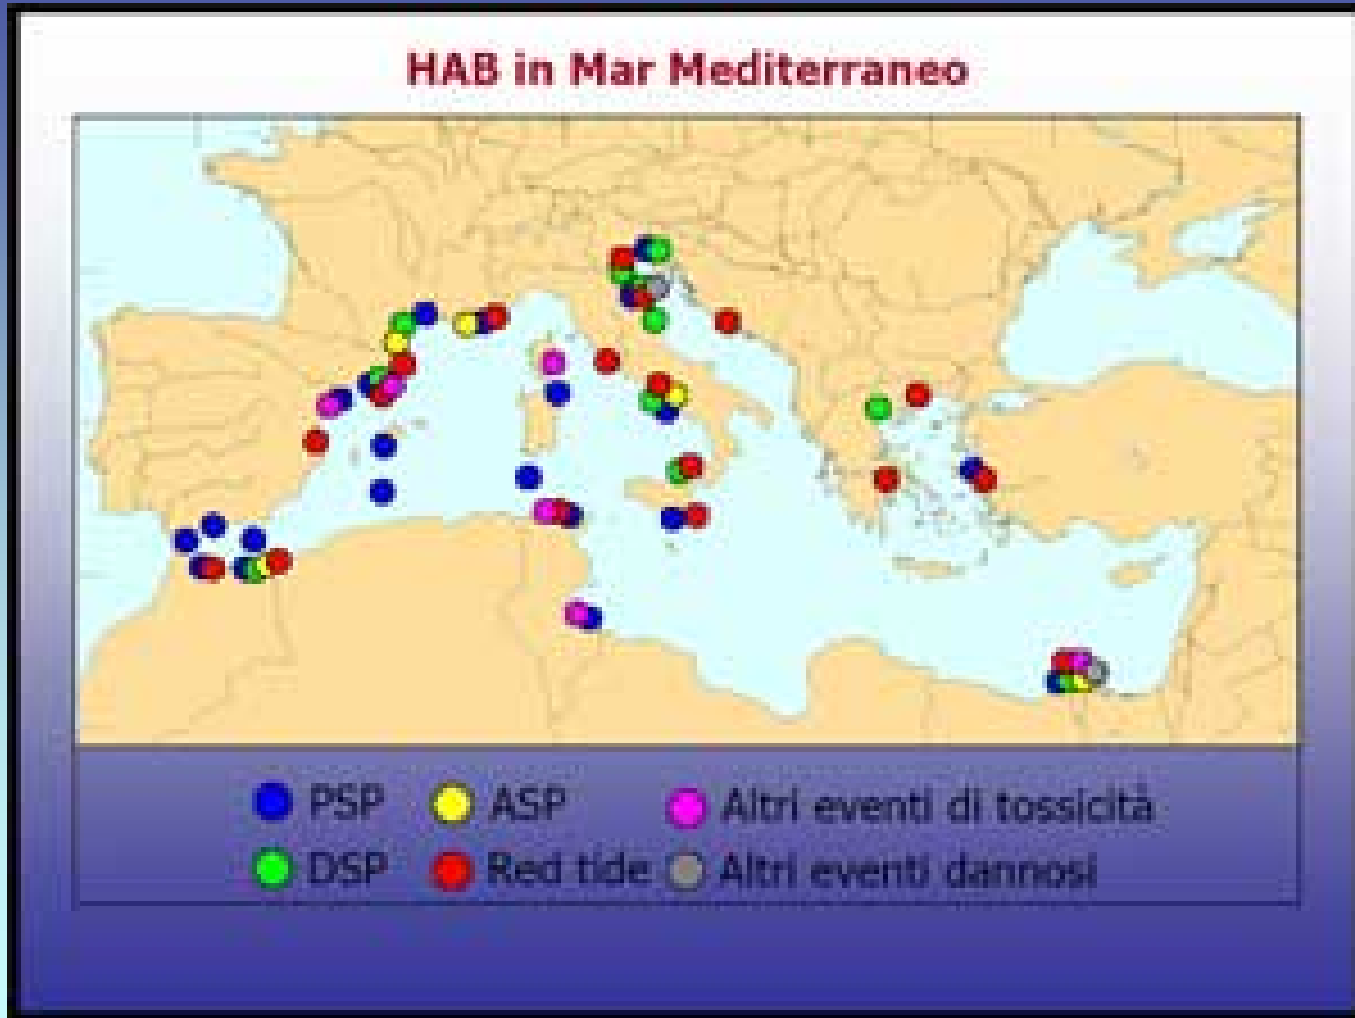 HAB in Mar Mediterraneo
PSP ASP Altri eventi di tossicità
DSP Red tide Altri eventi dannosi